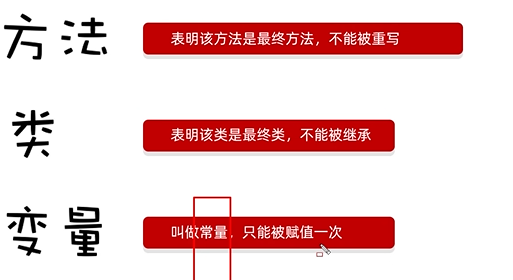 方法
表明该方法是最终方法，不能被重写
类
表明该类是最终类，不能被继承
变量
叫做常量，只能被赋值一次